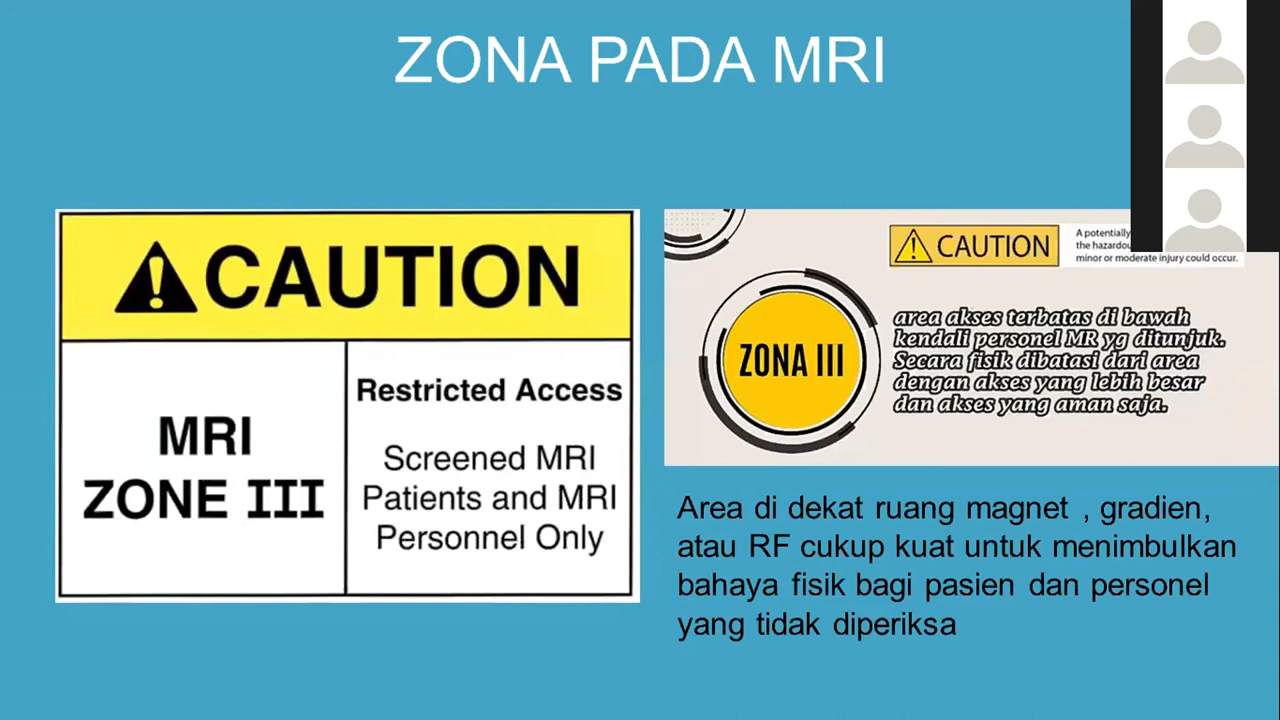 ZONA PADA MRI
CAUTION
MRI
ZONE III
Restricted Access
Screened MRI
Patients and MRI
Personnel Only
CAUTION
A potentially
the hazardou
minor or moderate injury could occur.
ZONA III
area akses terbatas di bawah
kendali personel MR yg ditunjuk.
Secara fisik dibatasi dari area
dengan akses yang lebih besar
dan akses yang aman saja.
Area di dekat ruang magnet , gradien,
atau RF cukup kuat untuk menimbulkan
bahaya fisik bagi pasien dan personel
yang tidak diperiksa